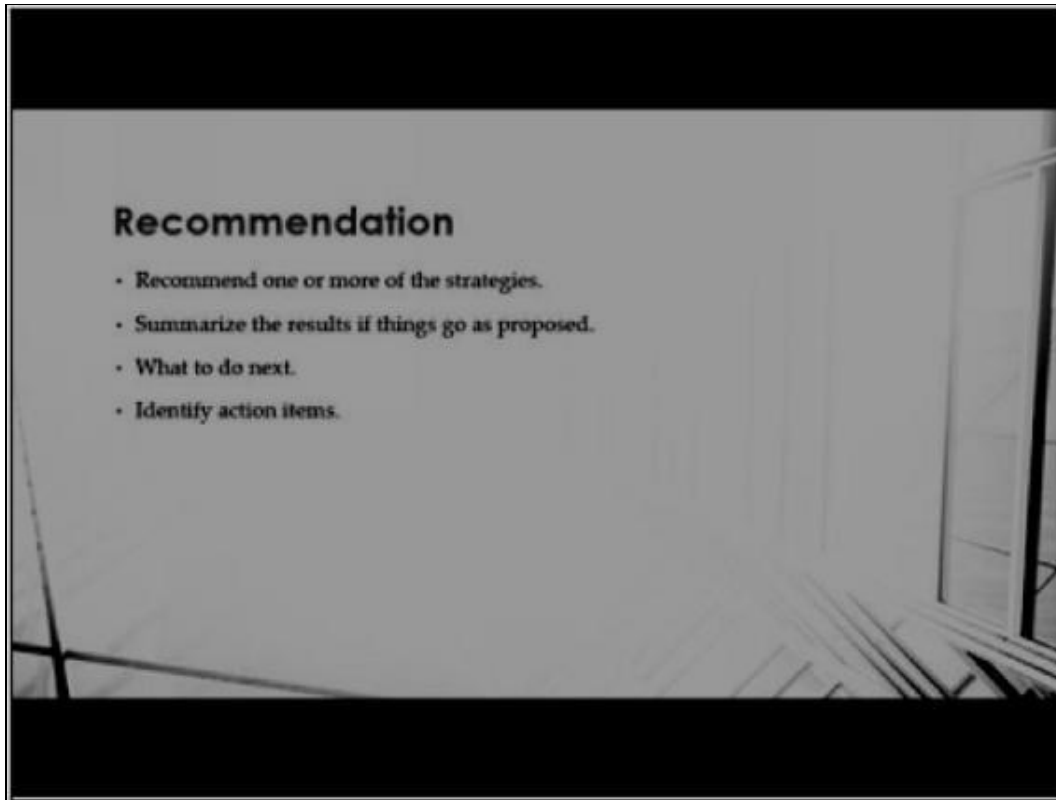 Recommendation
• Recommend one or more of the strategies.
• Summarize the results if things go as proposed.
• What to do next.
• Identify action items.